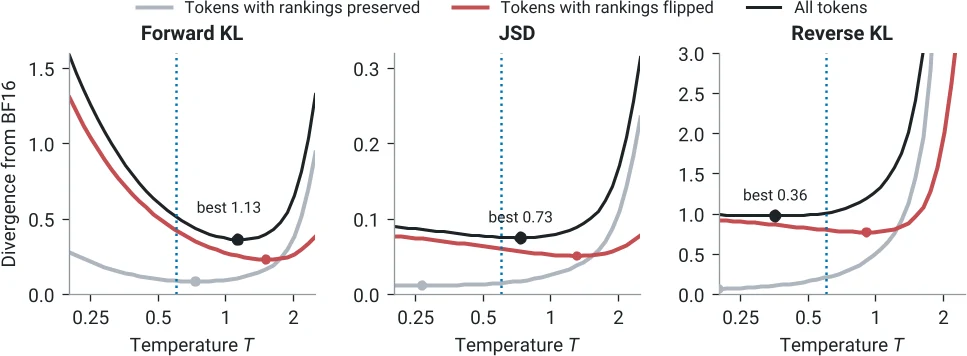 Tokens with rankings preserved Tokens with rankings flipped All tokens
Forward KL JSD Reverse KL
Divergence from BF16
1.5
1.0
0.5
0.0
best 1.13
0.25 0.5 1 2
Temperature T
0.3
0.2
0.1
0.0
best 0.73
0.25 0.5 1 2
Temperature T
3.0
2.5
2.0
1.5
1.0
0.5
0.0
best 0.36
0.25 0.5 1 2
Temperature T